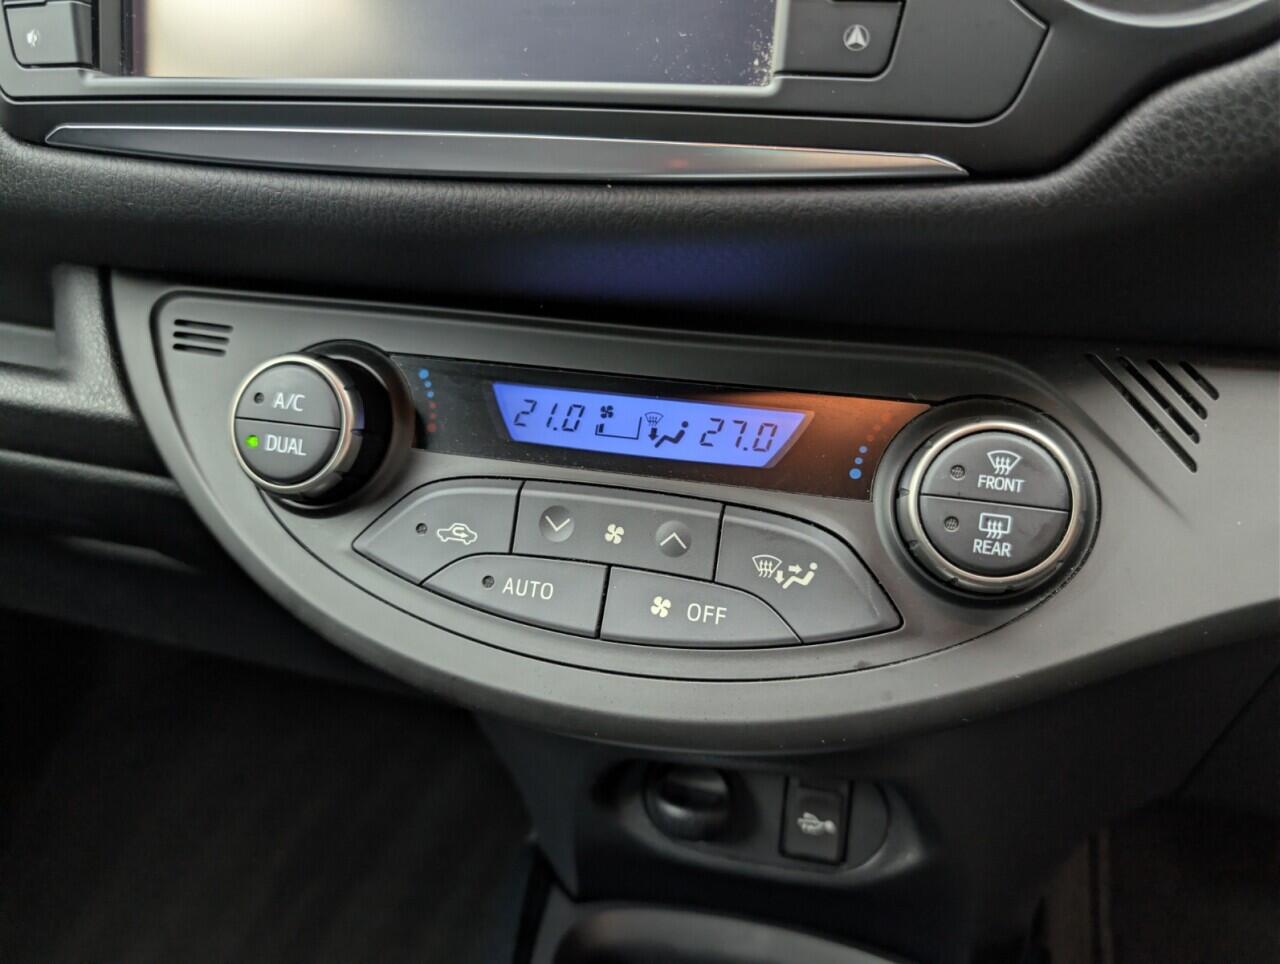 A/C
DUAL
21.0
27.0
FRONT
REAR
AUTO
OFF